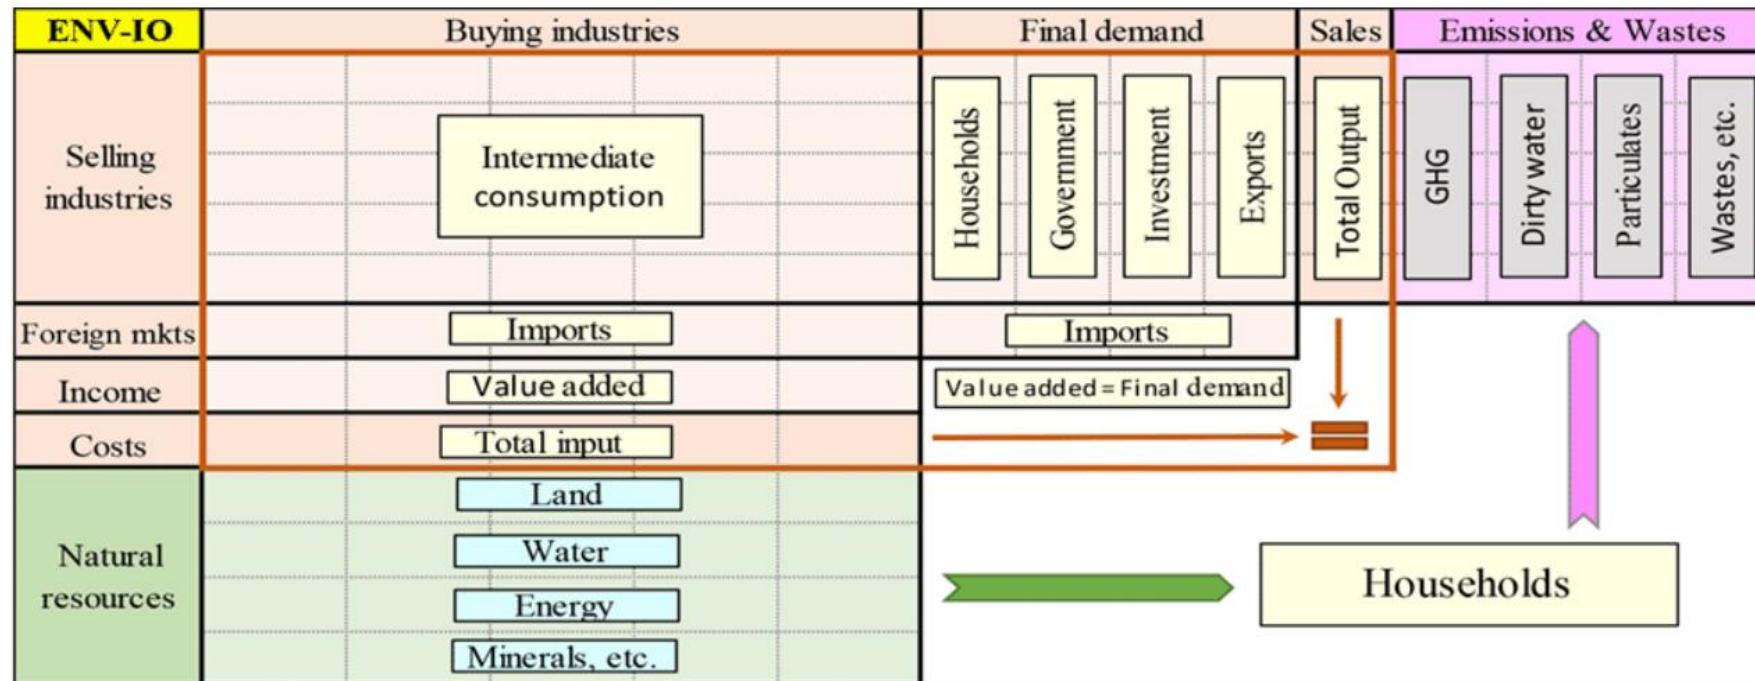 ENV-IO
Buying industries
Final demand
Sales
Emissions & Wastes
Selling
industries
Intermediate
consumption
Households
Government
Investment
Exports
Total Output
GHG
Dirty water
Particulates
Wastes, etc.
Foreign mkts
Imports
Imports
Income
Value added
Value added = Final demand
Costs
Total input
Natural
resources
Land
Water
Energy
Minerals, etc.
Households